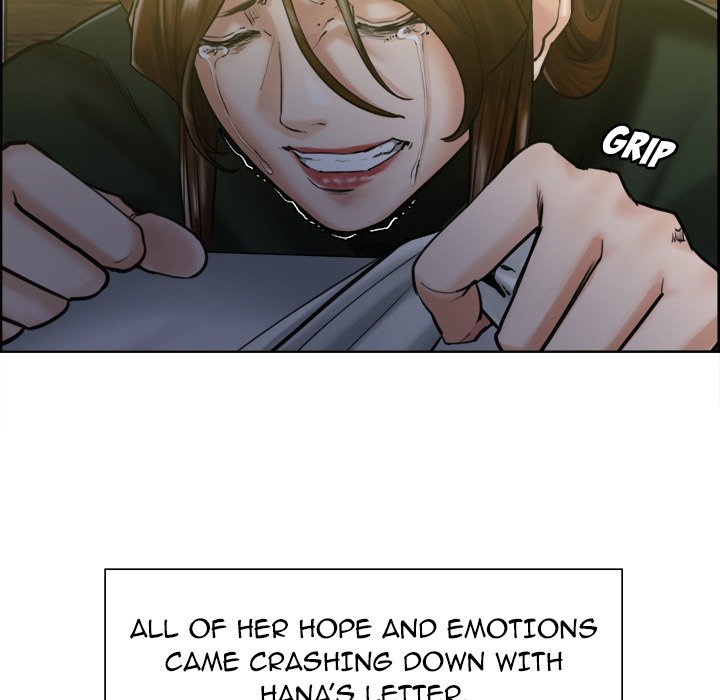 GRIP
ALL OF HER HOPE AND EMOTIONS
CAME CRASHING DOWN WITH
HANA'S LETTER.